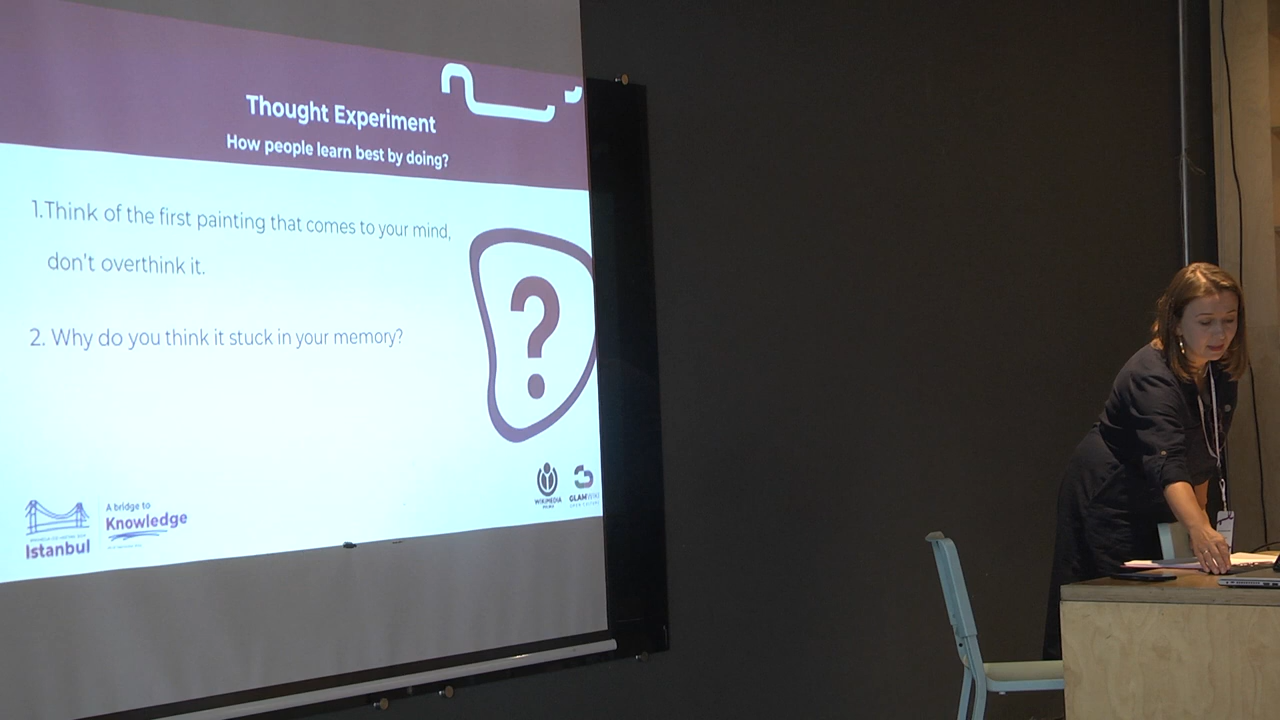 Thought Experiment
How people learn best by doing?
1.Think of the first painting that comes to your mind,
don't overthink it.
2. Why do you think it stuck in your memory?
A bridge to
Knowledge
Istanbul
WIKIMEDIA
GLAMWIKI